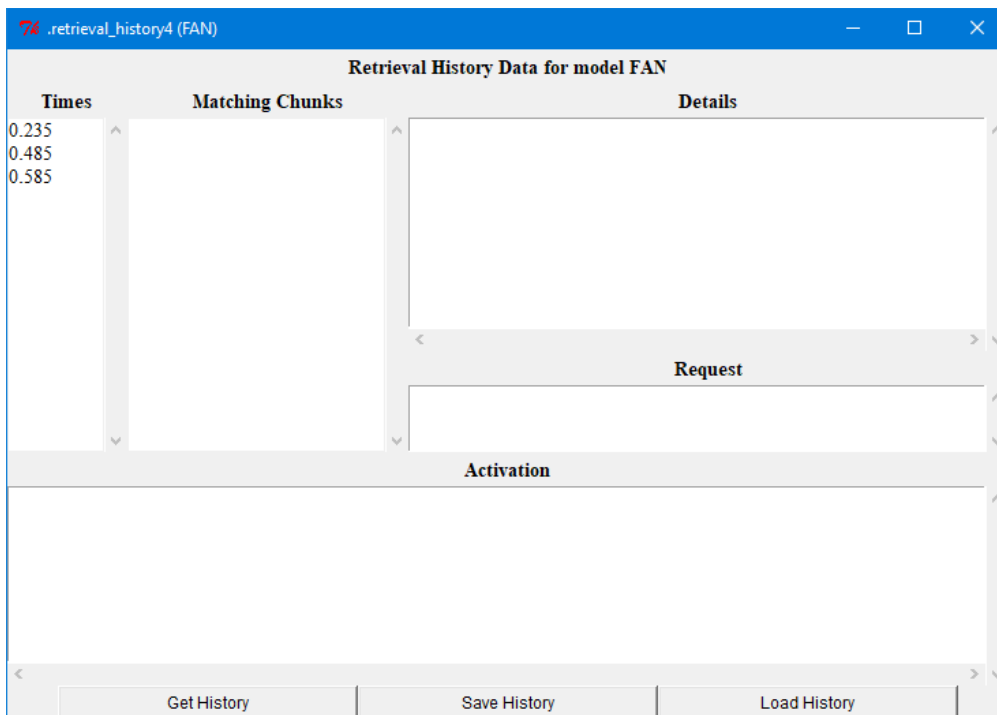 .retrieval_history4 (FAN)
Retrieval History Data for model FAN
Times
Matching Chunks
Details
0.235
0.485
0.585
Request
Activation
Get History
Save History
Load History